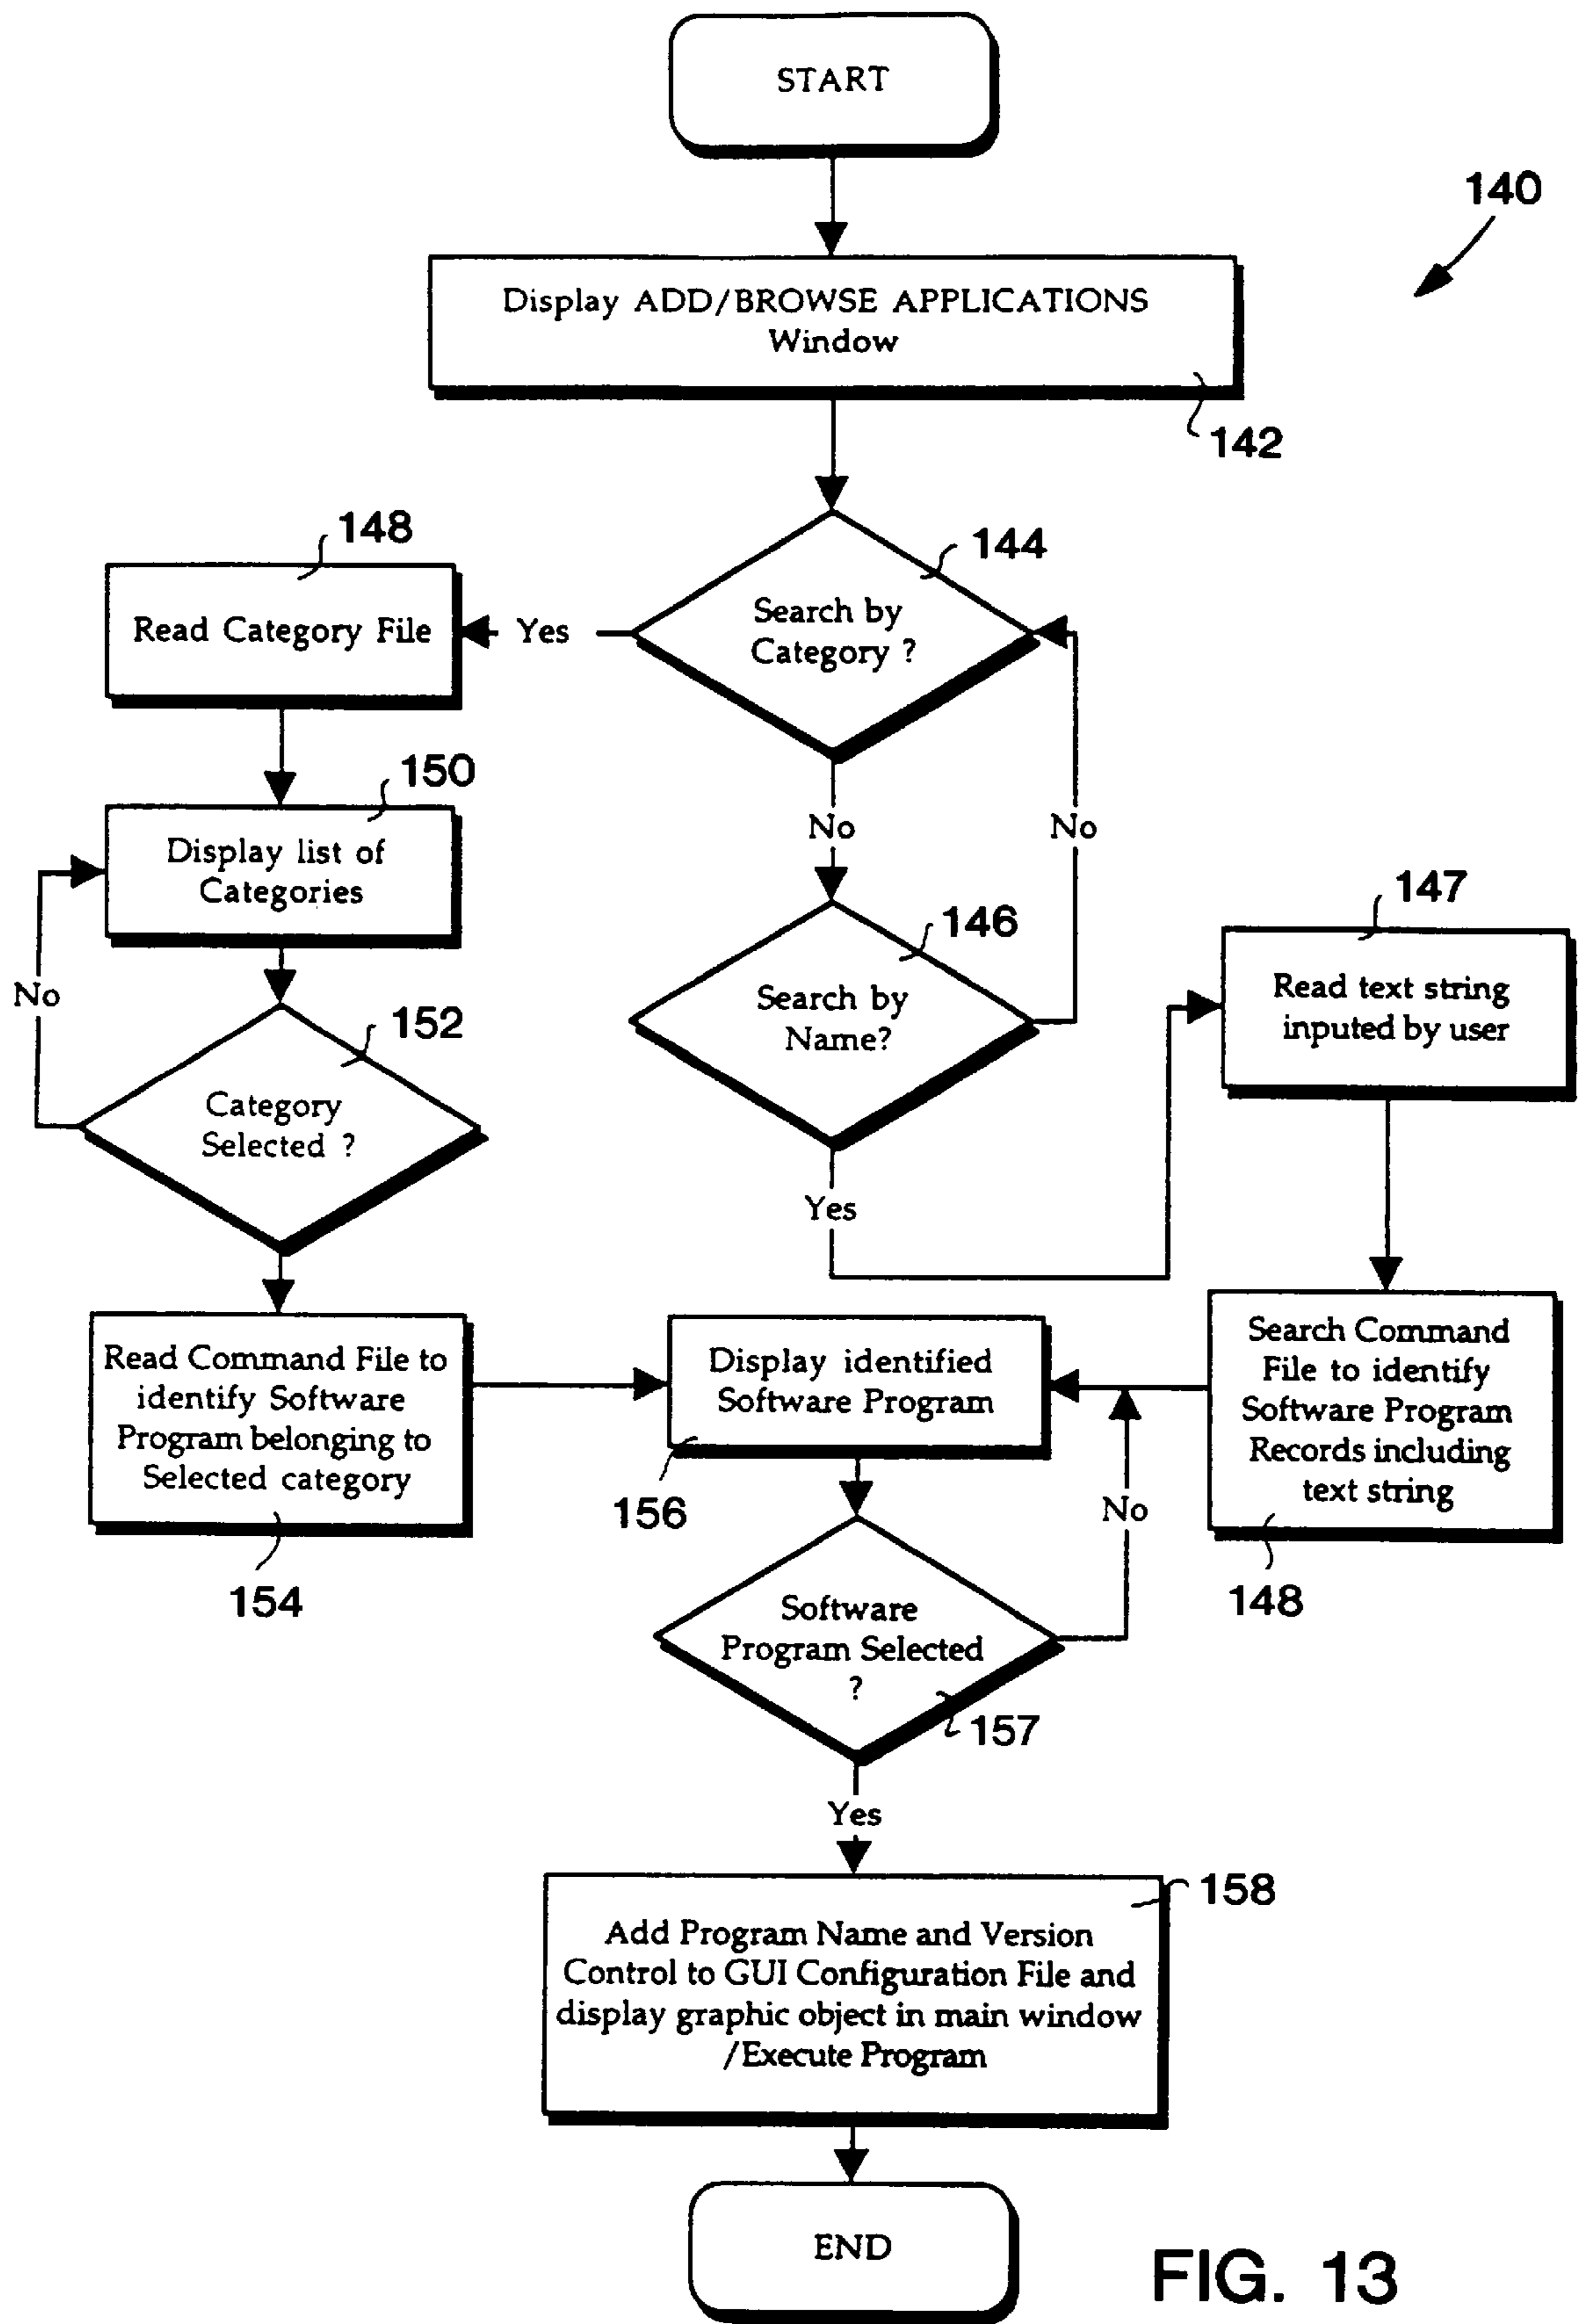 START
140
Display ADD/BROWSE APPLICATIONS
Window
142
148
Read Category File
Yes
144
Search by
Category ?
150
Display list of
Categories
No
No
No
152
Category
Selected ?
146
Search by
Name?
147
Read text string
inputed by user
Yes
Read Command File to
identify Software
Program belonging to
Selected category
154
Display identified
Software Program
156
Search Command
File to identify
Software Program
Records including
text string
148
No
Software
Program Selected
?
157
Yes
158
Add Program Name and Version
Control to GUI Configuration File and
display graphic object in main window
/Execute Program
END
FIG. 13